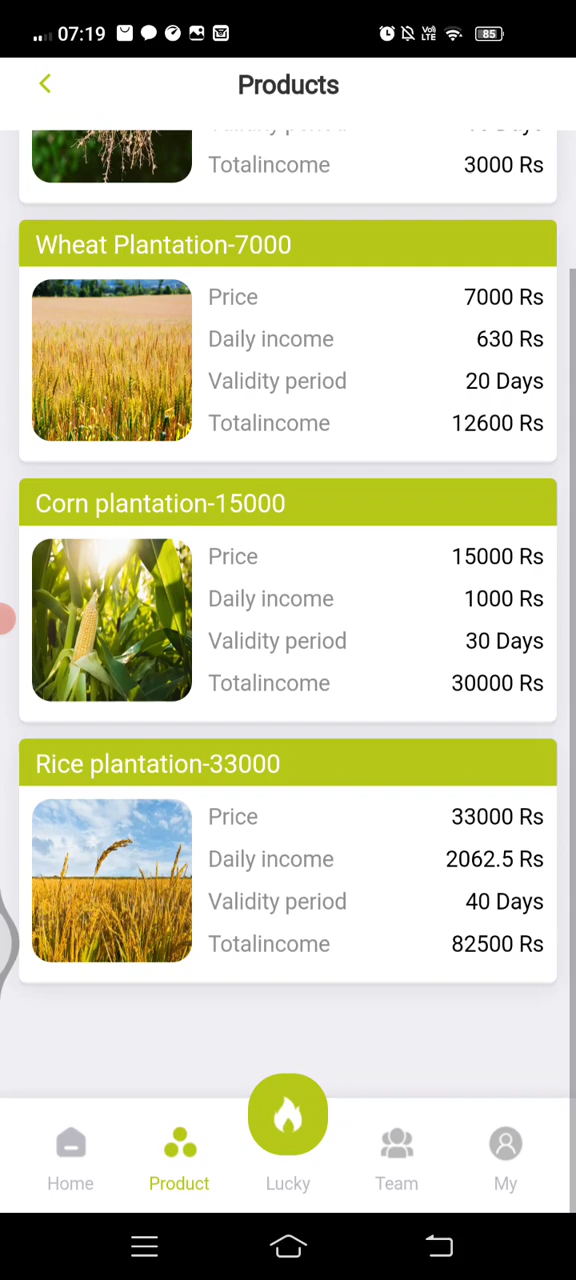 07:19
Vo)) LTE
85
Products
Totalincome 3000 Rs
Wheat Plantation-7000
Price 7000 Rs
Daily income 630 Rs
Validity period 20 Days
Totalincome 12600 Rs
Corn plantation-15000
Price 15000 Rs
Daily income 1000 Rs
Validity period 30 Days
Totalincome 30000 Rs
Rice plantation-33000
Price 33000 Rs
Daily income 2062.5 Rs
Validity period 40 Days
Totalincome 82500 Rs
Home Product Lucky Team My